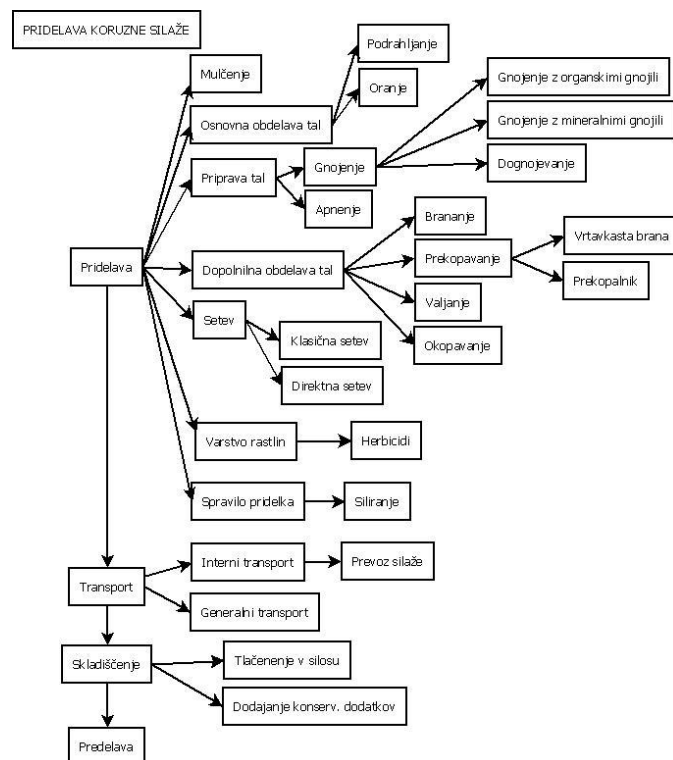 PRIDELAVA KORUZNE SILAŽE
Podrahljanje
Mulčenje
Gnojenje z organskimi gnojili
Oranje
Osnovna obdelava tal
Gnojenje z mineralnimi gnojili
Gnojenje
Dognojevanje
Priprava tal
Apnenje
Brananje
Vrtavkasta brana
Pridelava
Dopolnilna obdelava tal
Prekopavanje
Prekopalnik
Valjanje
Setev
Klasična setev
Okopavanje
Direktna setev
Varstvo rastlin
Herbicidi
Spravilo pridelka
Siliranje
Interni transport
Prevoz silaže
Transport
Generalni transport
Skladiščenje
Tlačenenje v silosu
Dodajanje konserv. dodatkov
Predelava